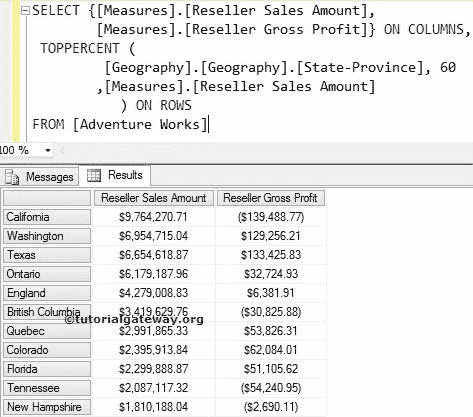 SELECT {[Measures].[Reseller Sales Amount],
[Measures].[Reseller Gross Profit]} ON COLUMNS,
TOPPERCENT (
[Geography].[Geography].[State-Province], 60
,[Measures].[Reseller Sales Amount]
) ON ROWS
FROM [Adventure Works]
100 %
Messages Results
Reseller Sales Amount Reseller Gross Profit
California $9,764,270.71 ($139,488.77)
Washington $6,954,715.04 $129,256.21
Texas $6,654,618.87 $133,425.83
Ontario $6,179,187.96 $32,724.93
England $4,279,008.83 $6,381.91
British Columbia $3,419,629.76 ($30,825.88)
©tutorialgateway.org
Quebec $2,991,865.33 $53,826.31
Colorado $2,395,913.84 $62,084.01
Florida $2,299,888.87 $51,105.62
Tennessee $2,087,117.32 ($54,240.95)
New Hampshire $1,810,188.04 ($2,690.11)